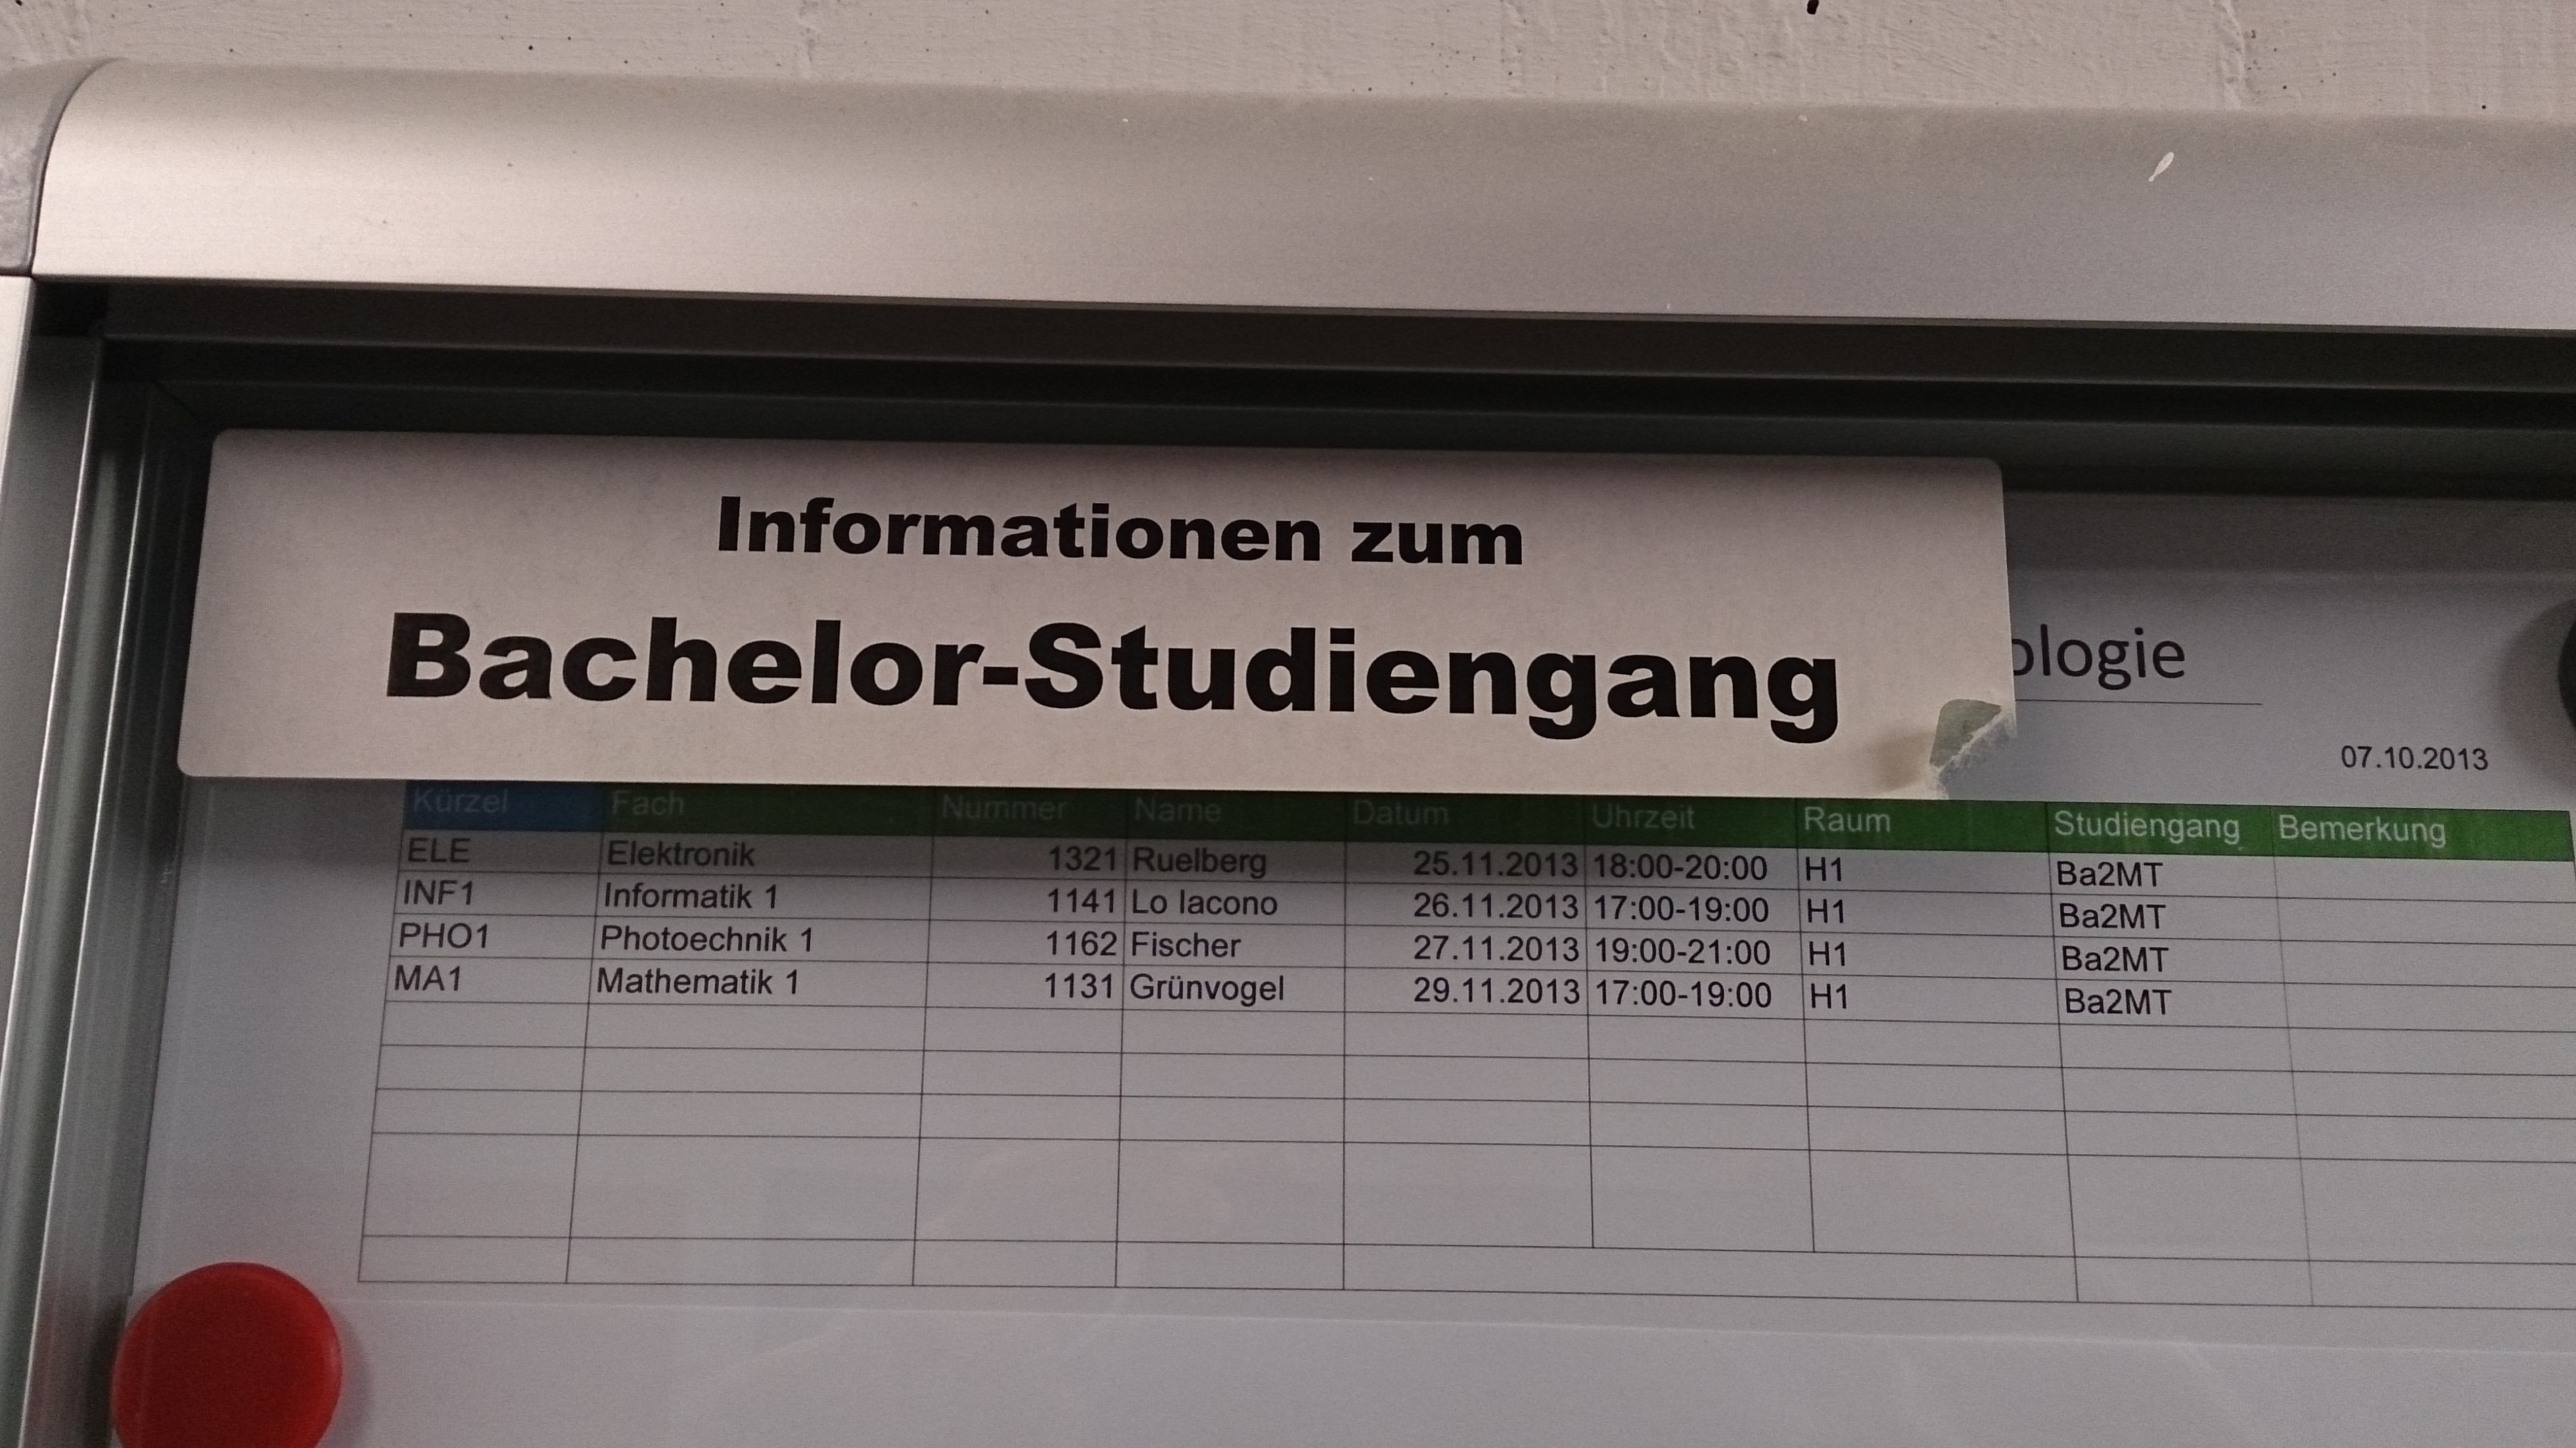 Informationen zum
Bachelor-Studiengang
ologie
07.10.2013
Kürzel Fach Nummer Name Datum Uhrzeit Raum Studiengang Bemerkung
ELE Elektronik 1321 Ruelberg 25.11.2013 18:00-20:00 H1 Ba2MT
INF1 Informatik 1 1141 Lo Iacono 26.11.2013 17:00-19:00 H1 Ba2MT
PHO1 Photoechnik 1 1162 Fischer 27.11.2013 19:00-21:00 H1 Ba2MT
MA1 Mathematik 1 1131 Grünvogel 29.11.2013 17:00-19:00 H1 Ba2MT